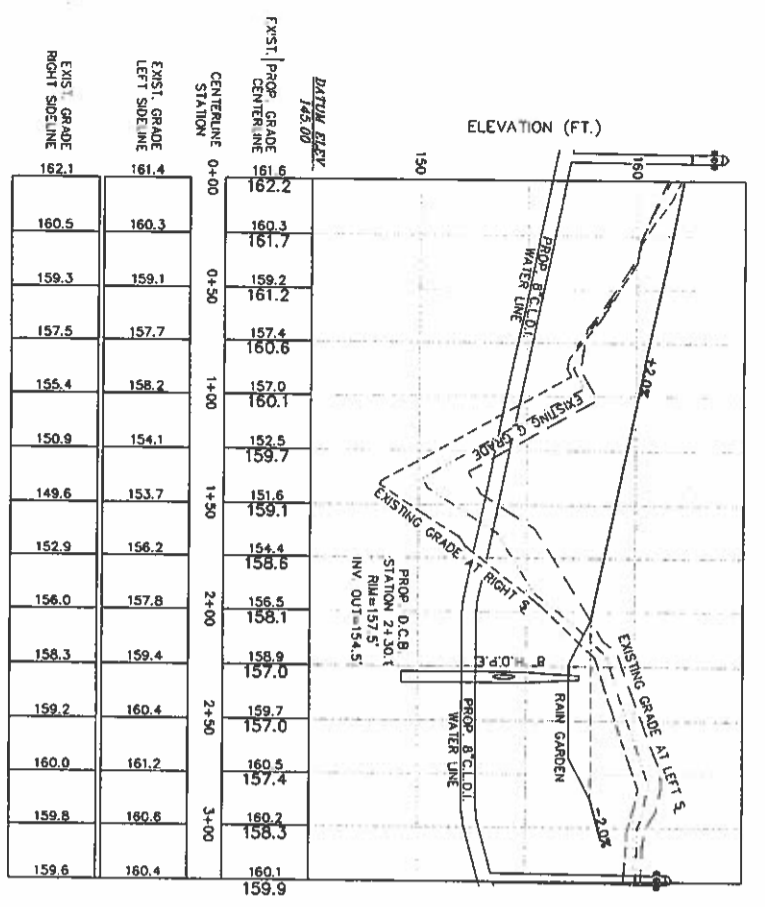 ELEVATION (FT.)
150
160
DATUM ELEV
145.00
PROP. 8"C.L.D.I.
WATER LINE
±2.0%
EXISTING ℄ GRADE
EXISTING GRADE AT RIGHT SL
EXISTING GRADE AT LEFT SL
PROP. D.C.B.
STATION 2+30.1
RIM=157.5'
INV. OUT=154.5'
8" H.D.P.E.
RAIN GARDEN
PROP. 8"C.L.D.I.
WATER LINE
-2.0%
EXIST. PROP. GRADE
CENTERLINE
161.6
162.2
160.3
161.7
159.2
161.2
157.4
160.6
157.0
160.1
152.5
159.7
151.6
159.1
154.4
158.6
156.5
158.1
158.9
157.0
159.7
157.0
160.5
157.4
160.2
158.3
160.1
159.9
CENTERLINE
STATION
0+00
0+50
1+00
1+50
2+00
2+50
3+00
EXIST. GRADE
LEFT SIDELINE
161.4
160.3
159.1
157.7
158.2
154.1
153.7
156.2
157.8
159.4
160.4
161.2
160.6
160.4
EXIST. GRADE
RIGHT SIDELINE
162.1
160.5
159.3
157.5
155.4
150.9
149.6
152.9
156.0
158.3
159.2
160.0
159.8
159.6